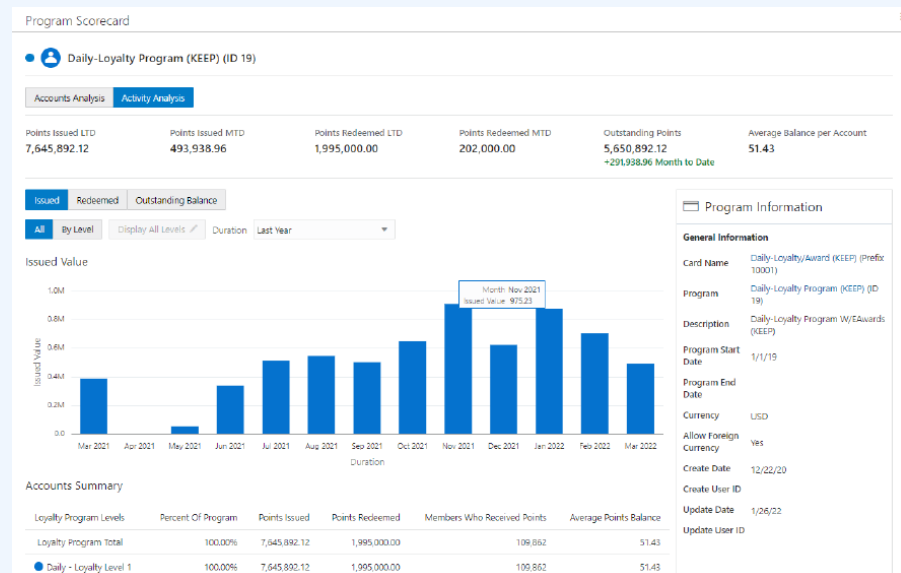 Program Scorecard
Daily-Loyalty Program (KEEP) (ID 19)
Accounts Analysis Activity Analysis
Points Issued LTD Points Issued MTD Points Redeemed LTD Points Redeemed MTD Outstanding Points Average Balance per Account
7,645,892.12 493,938.96 1,995,000.00 202,000.00 5,650,892.12 51.43
+291,938.96 Month to Date
Issued Redeemed Outstanding Balance
All By Level Display All Levels Duration Last Year
Issued Value
Month Nov 2021
Issued Value 975.23
1.0M
0.8M
0.6M
0.4M
0.2M
0.0
Issued Value
Mar 2021 Apr 2021 May 2021 Jun 2021 Jul 2021 Aug 2021 Sep 2021 Oct 2021 Nov 2021 Dec 2021 Jan 2022 Feb 2022 Mar 2022
Duration
Accounts Summary
Loyalty Program Levels Percent Of Program Points Issued Points Redeemed Members Who Received Points Average Points Balance
Loyalty Program Total 100.00% 7,645,892.12 1,995,000.00 109,862 51.43
Daily - Loyalty Level 1 100.00% 7,645,892.12 1,995,000.00 109,862 51.43
Program Information
General Information
Card Name Daily-Loyalty/Award (KEEP) (Prefix
10001)
Program Daily-Loyalty Program (KEEP) (ID
19)
Description Daily-Loyalty Program W/EAwards
(KEEP)
Program Start
Date 1/1/19
Program End
Date
Currency USD
Allow Foreign
Currency Yes
Create Date 12/22/20
Create User ID
Update Date 1/26/22
Update User ID